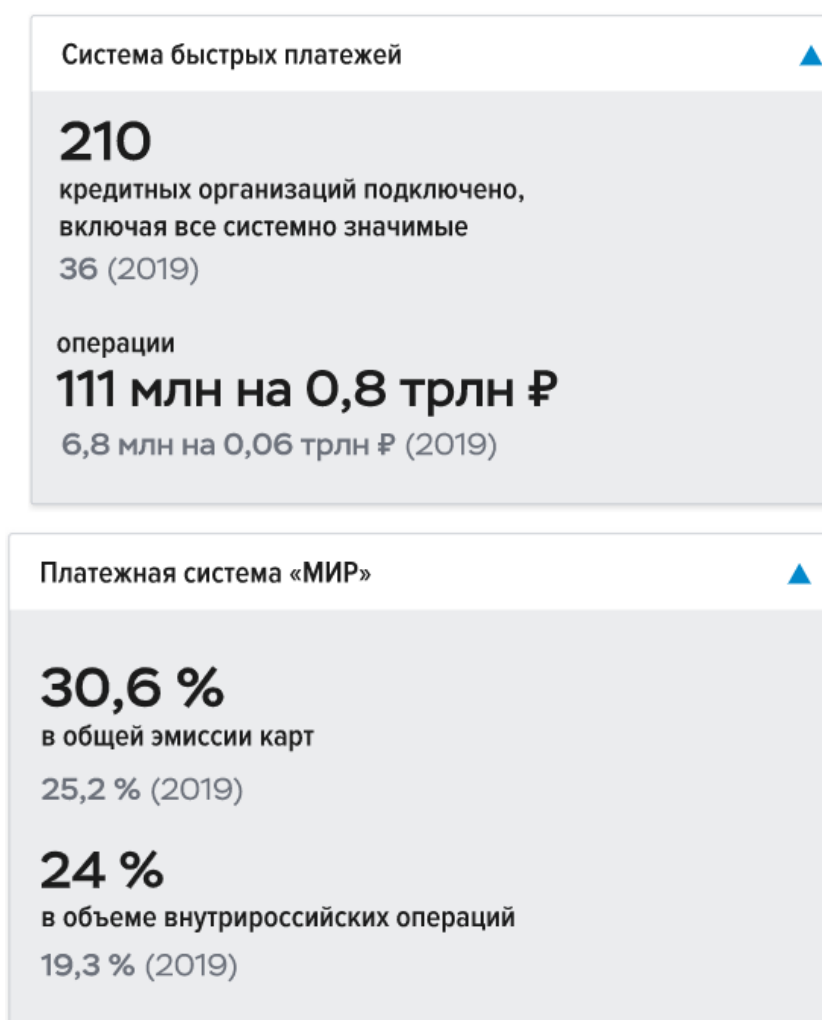 Система быстрых платежей
210
кредитных организаций подключено,
включая все системно значимые
36 (2019)
операции
111 млн на 0,8 трлн ₽
6,8 млн на 0,06 трлн ₽ (2019)
Платежная система «МИР»
30,6 %
в общей эмиссии карт
25,2 % (2019)
24 %
в объеме внутрироссийских операций
19,3 % (2019)